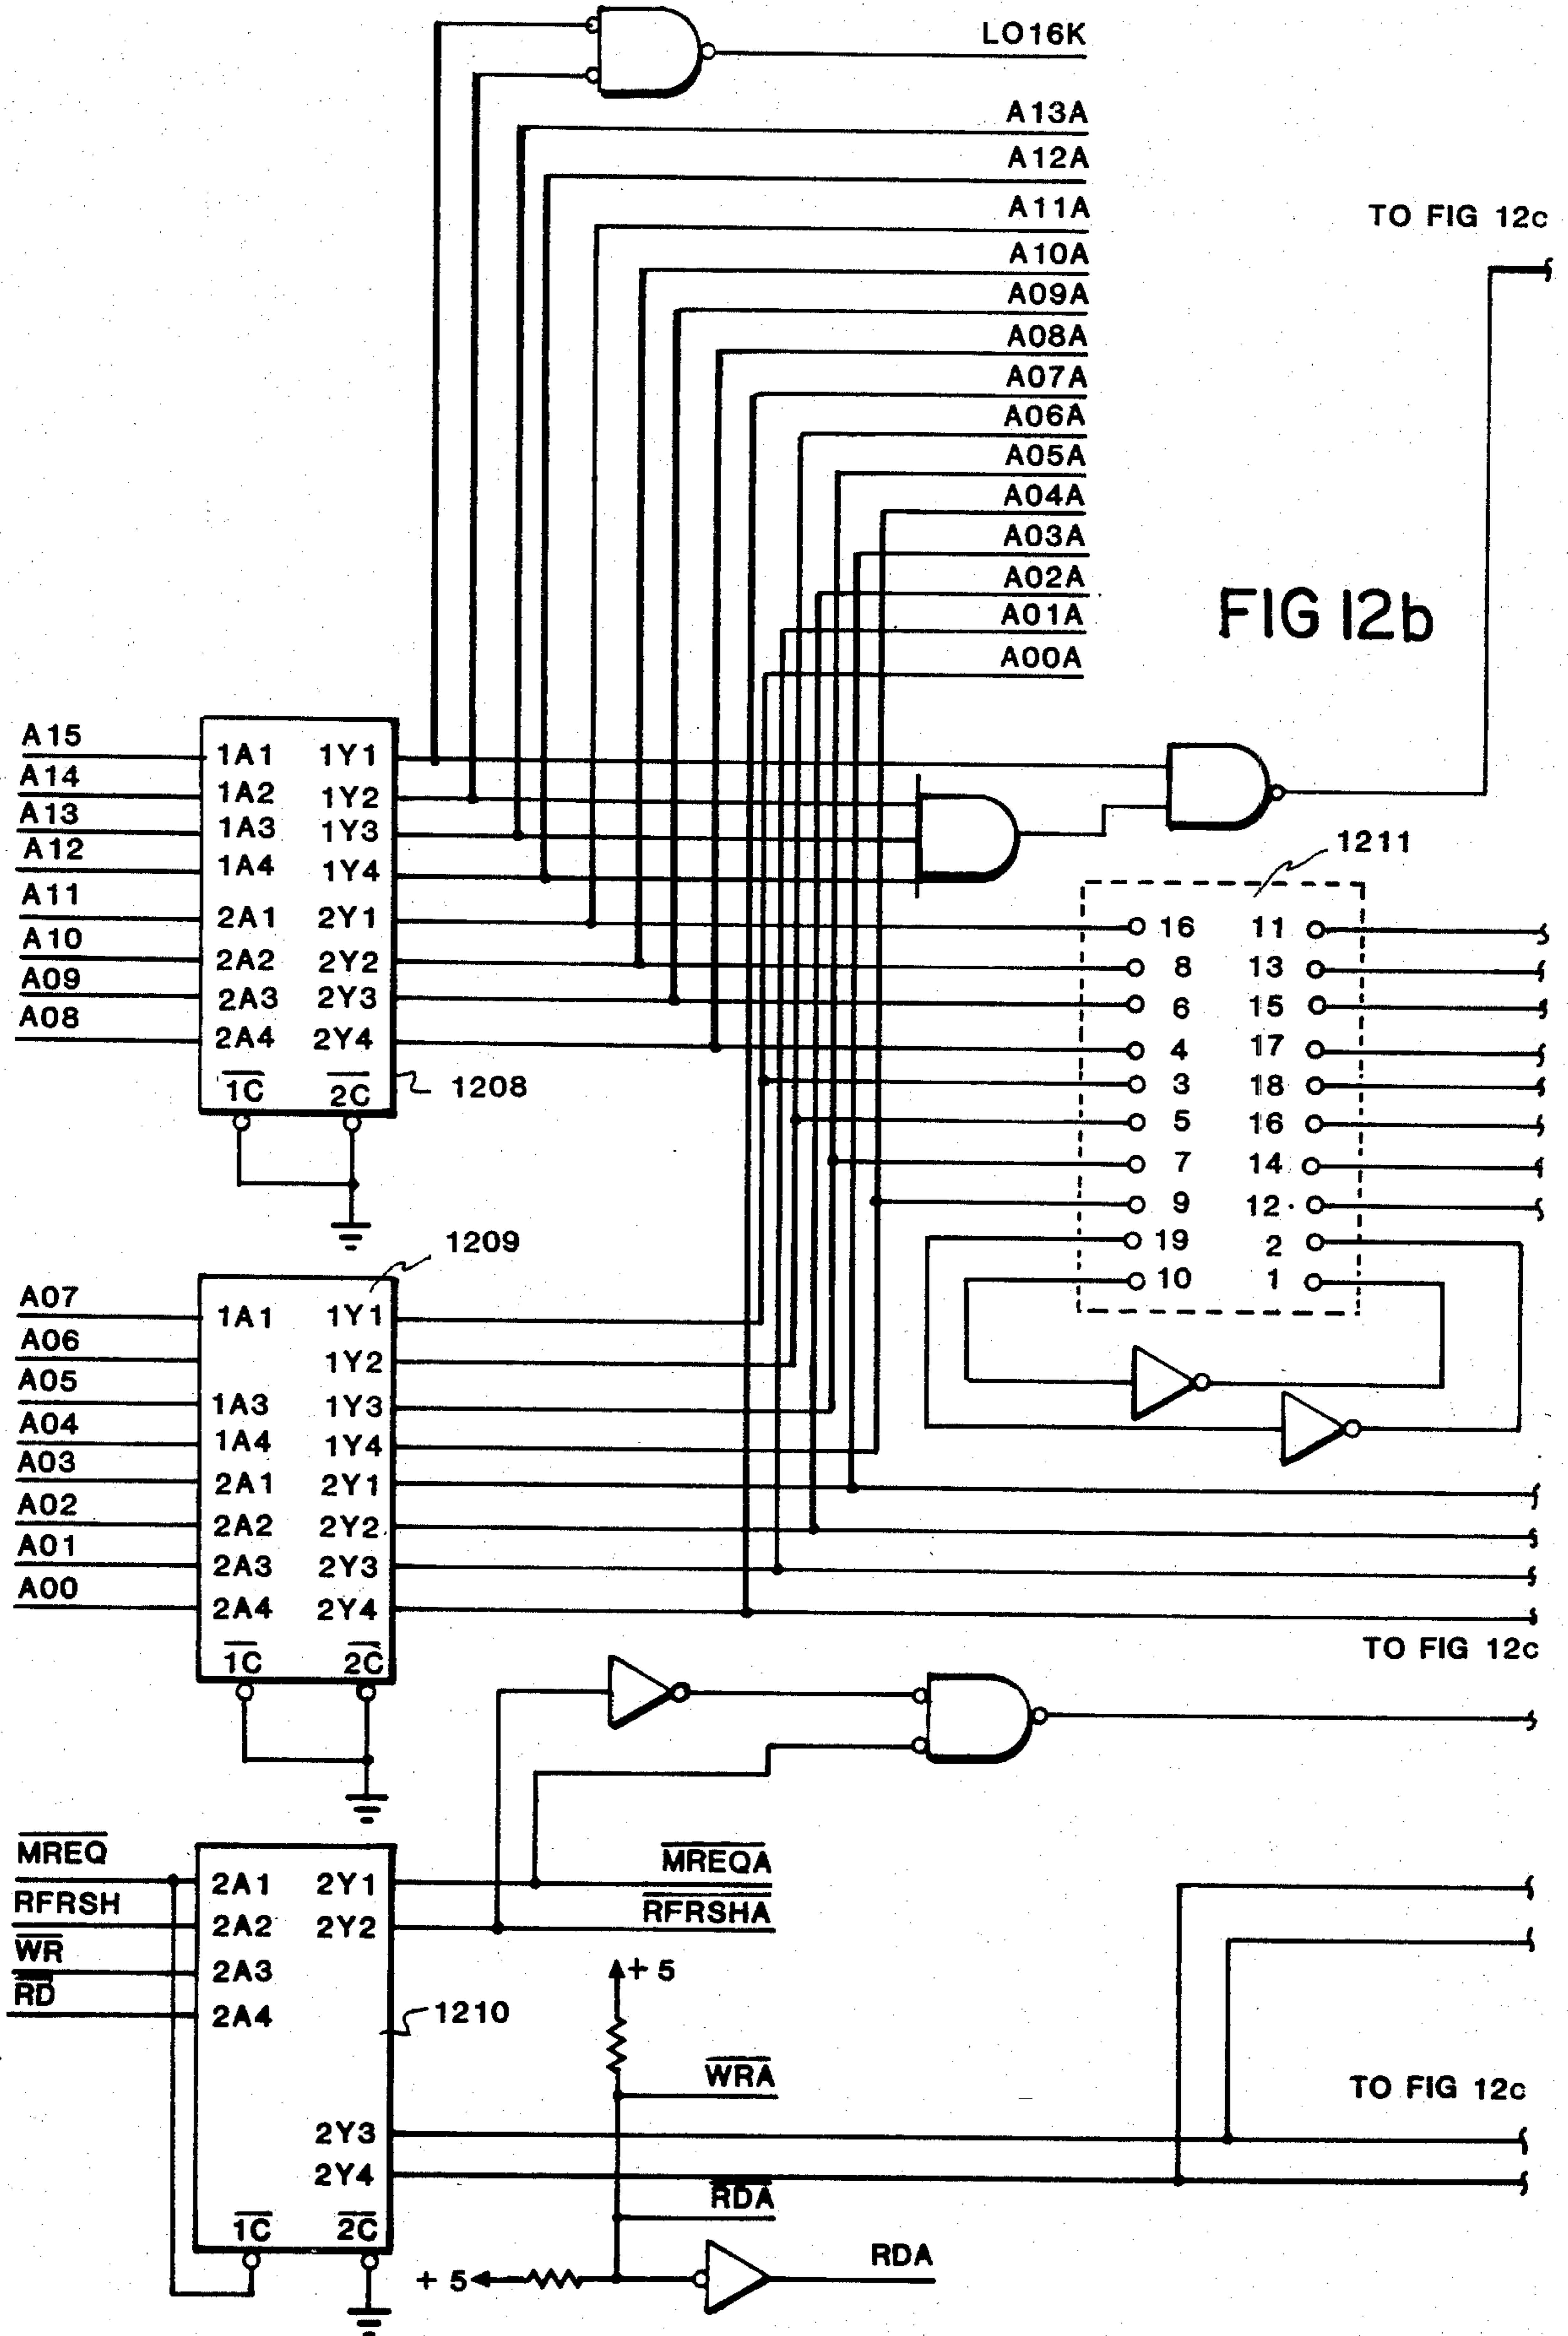 LO16K
A13A
A12A
A11A
A10A
A09A
A08A
A07A
A06A
A05A
A04A
A03A
A02A
A01A
A00A
TO FIG 12c
FIG 12b
A15 1A1 1Y1
A14 1A2 1Y2
A13 1A3 1Y3
A12 1A4 1Y4
A11 2A1 2Y1
A10 2A2 2Y2
A09 2A3 2Y3
A08 2A4 2Y4
1C 2C
1208
1211
16 11
8 13
6 15
4 17
3 18
5 16
7 14
9 12
19 2
10 1
1209
A07 1A1 1Y1
A06 1Y2
A05 1A3 1Y3
A04 1A4 1Y4
A03 2A1 2Y1
A02 2A2 2Y2
A01 2A3 2Y3
A00 2A4 2Y4
1C 2C
TO FIG 12c
MREQ 2A1 2Y1 MREQA
RFRSH 2A2 2Y2 RFRSHA
WR 2A3
RD 2A4
1210
+5
WRA
TO FIG 12c
2Y3
2Y4
RDA
1C 2C
+5
RDA